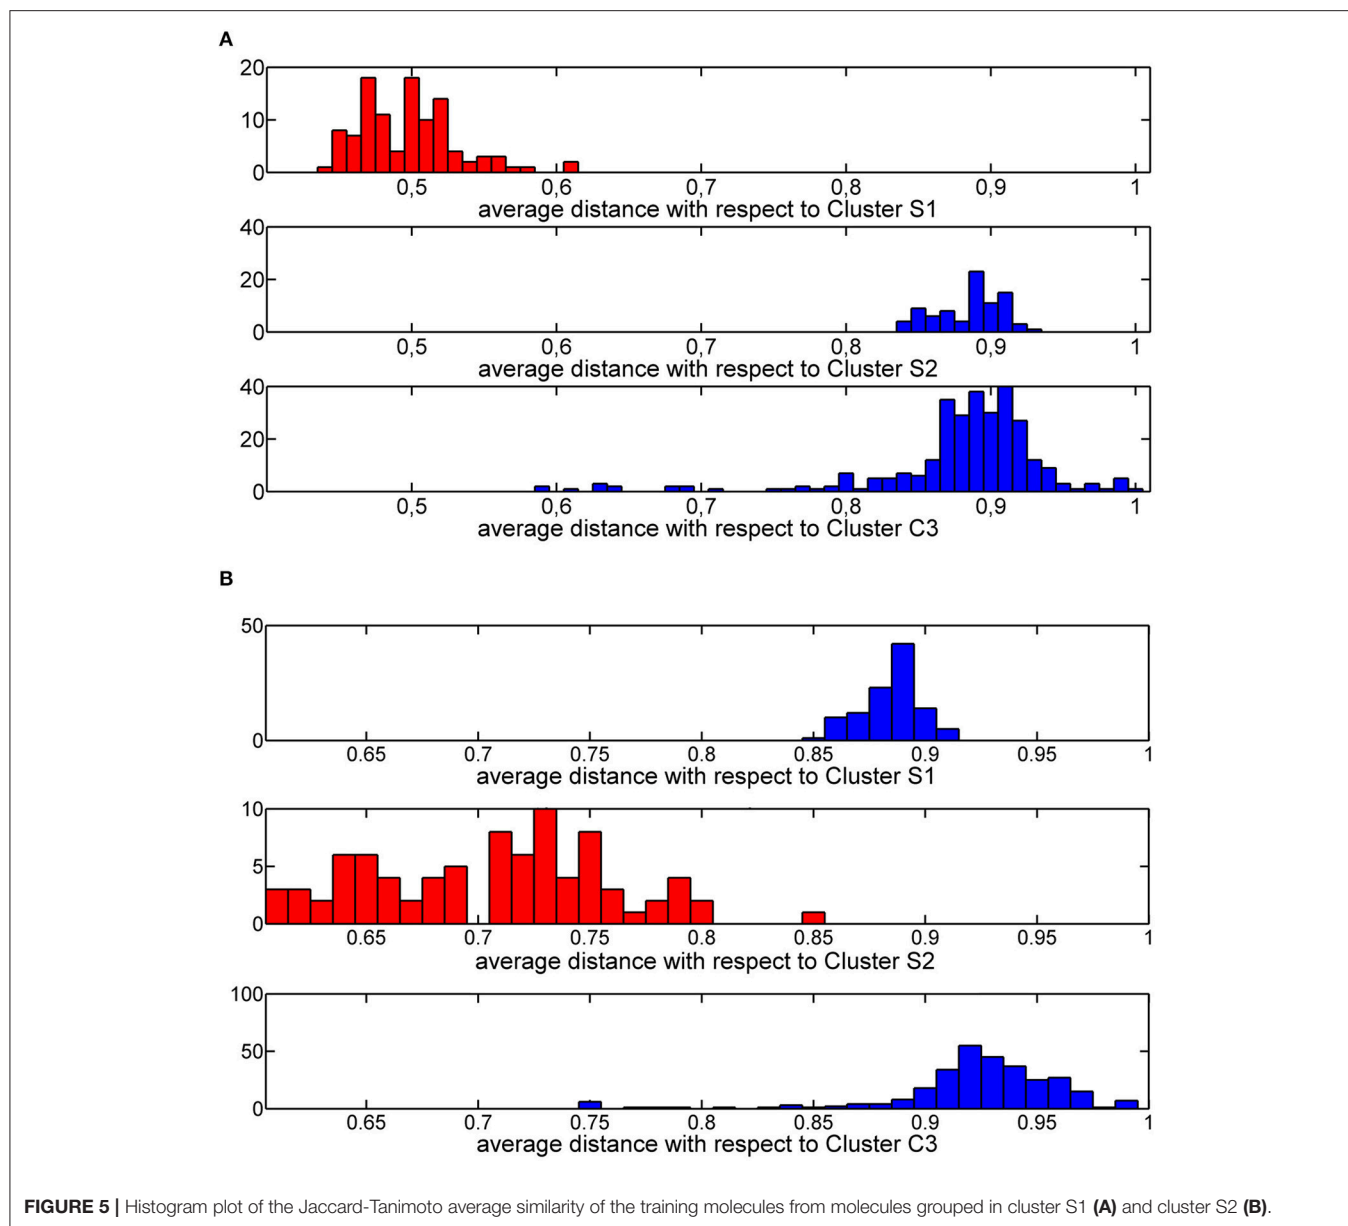 A
20
10
0
0,5 0,6 0,7 0,8 0,9 1
average distance with respect to Cluster S1
40
20
0
0,5 0,6 0,7 0,8 0,9 1
average distance with respect to Cluster S2
40
20
0
0,5 0,6 0,7 0,8 0,9 1
average distance with respect to Cluster C3
B
50
0
0.65 0.7 0.75 0.8 0.85 0.9 0.95 1
average distance with respect to Cluster S1
10
5
0
0.65 0.7 0.75 0.8 0.85 0.9 0.95 1
average distance with respect to Cluster S2
100
50
0
0.65 0.7 0.75 0.8 0.85 0.9 0.95 1
average distance with respect to Cluster C3
FIGURE 5 | Histogram plot of the Jaccard-Tanimoto average similarity of the training molecules from molecules grouped in cluster S1 (A) and cluster S2 (B).